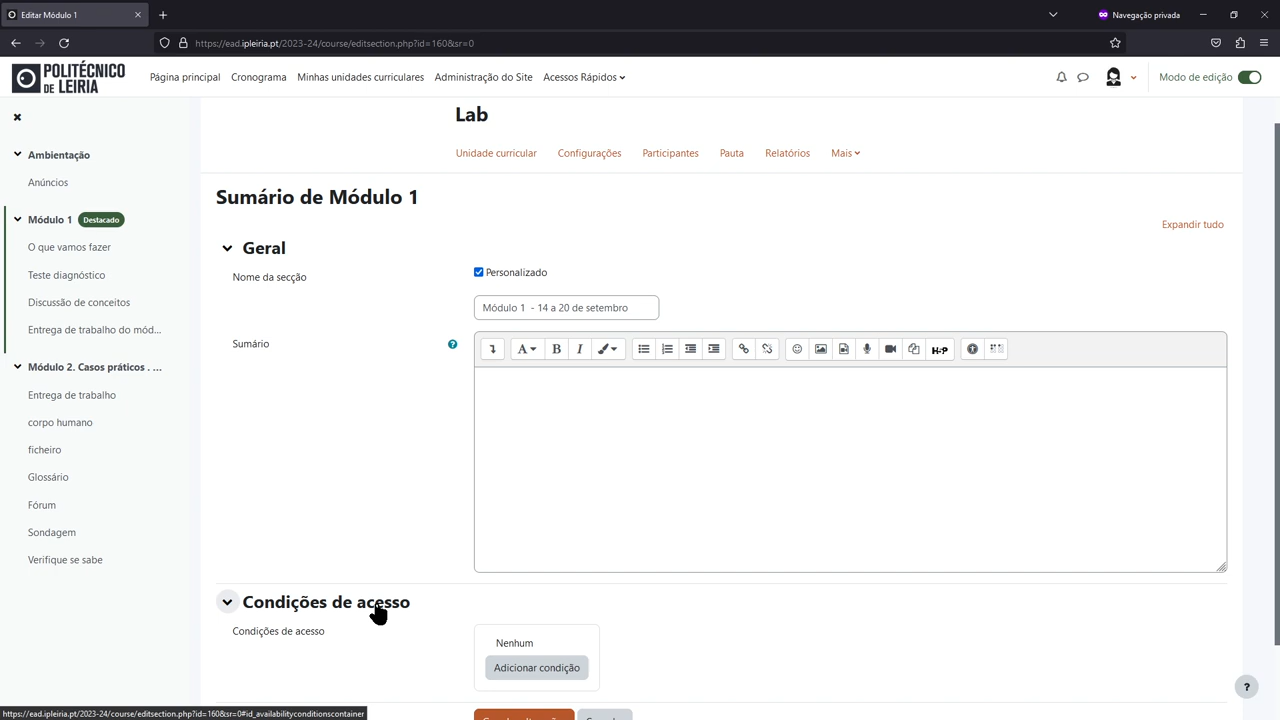 Editar Módulo 1
Navegação privada
https://ead.ipleiria.pt/2023-24/course/editsection.php?id=160&sr=0
POLITÉCNICO
DE LEIRIA
Página principal Cronograma Minhas unidades curriculares Administração do Site Acessos Rápidos
Modo de edição
Lab
Unidade curricular Configurações Participantes Pauta Relatórios Mais
Ambientação
Anúncios
Módulo 1 Destacado
O que vamos fazer
Teste diagnóstico
Discussão de conceitos
Entrega de trabalho do mód...
Módulo 2. Casos práticos . ...
Entrega de trabalho
corpo humano
ficheiro
Glossário
Fórum
Sondagem
Verifique se sabe
Sumário de Módulo 1
Expandir tudo
Geral
Nome da secção
Personalizado
Módulo 1 - 14 a 20 de setembro
Sumário
A B I
H-P
Condições de acesso
Condições de acesso
Nenhum
Adicionar condição
https://ead.ipleiria.pt/2023-24/course/editsection.php?id=160&sr=0#id_availabilityconditionscontainer